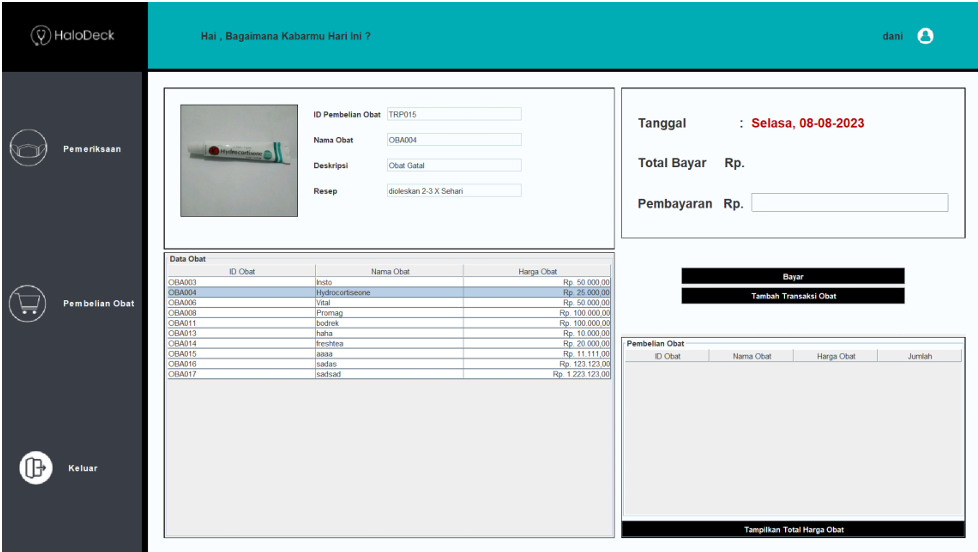 HaloDeck
Hai , Bagaimana Kabarmu Hari Ini ?
dani
Pemeriksaan
Pembelian Obat
Keluar
Hydrocortisone
ID Pembelian Obat TRP015
Nama Obat OBA004
Deskripsi Obat Gatal
Resep dioleskan 2-3 X Sehari
Tanggal : Selasa, 08-08-2023
Total Bayar Rp.
Pembayaran Rp.
Data Obat
ID Obat Nama Obat Harga Obat
OBA003 Insto Rp. 50.000,00
OBA004 Hydrocortiseone Rp. 25.000,00
OBA006 Vital Rp. 50.000,00
OBA008 Promag Rp. 100.000,00
OBA011 bodrek Rp. 100.000,00
OBA013 haha Rp. 10.000,00
OBA014 freshtea Rp. 20.000,00
OBA015 aaaa Rp. 11.111,00
OBA016 sadas Rp. 123.123,00
OBA017 sadsad Rp. 1.223.123,00
Bayar
Tambah Transaksi Obat
Pembelian Obat
ID Obat Nama Obat Harga Obat Jumlah
Tampilkan Total Harga Obat